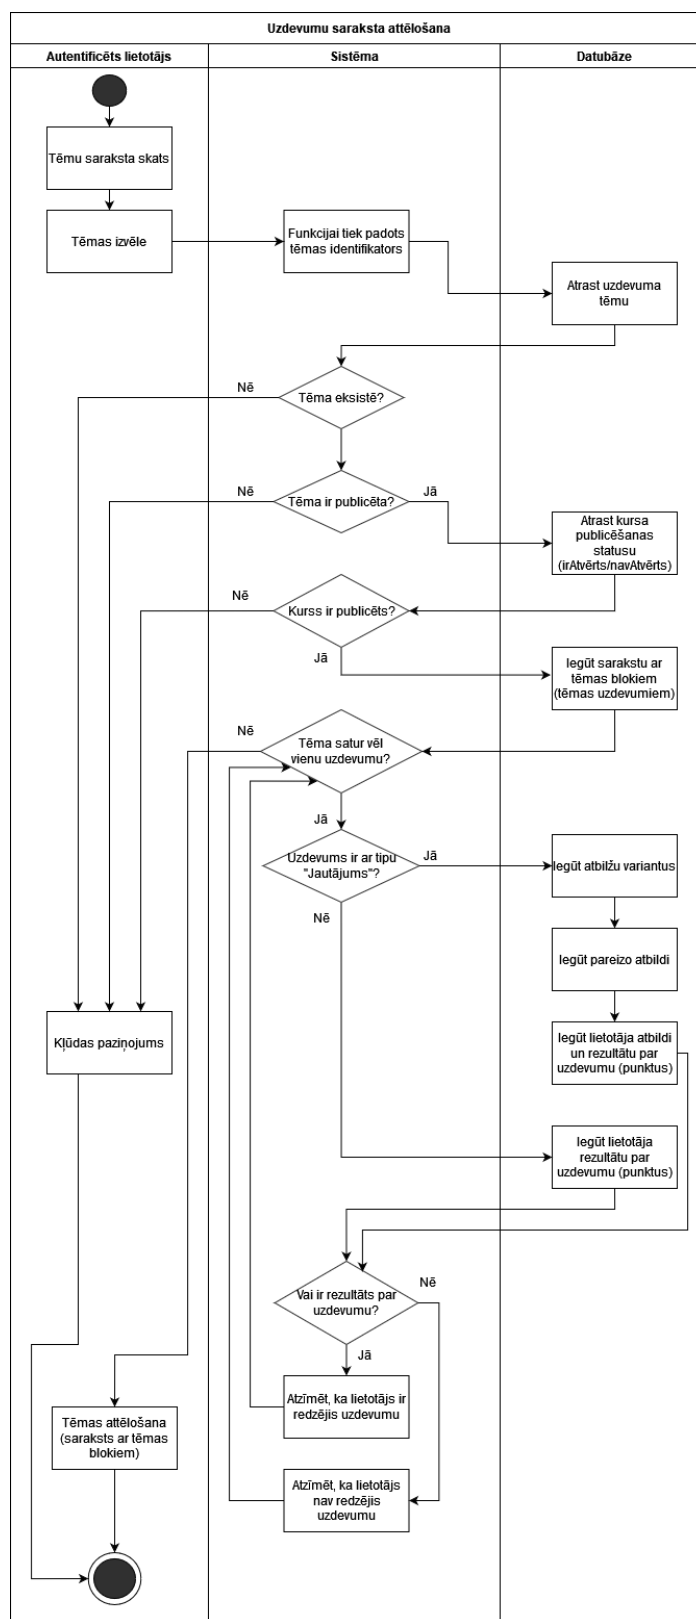 Uzdevumu saraksta attēlošana
Autentificēts lietotājs
Sistēma
Datubāze
Tēmu saraksta skats
Tēmas izvēle
Funkcijai tiek padots
tēmas identifikators
Atrast uzdevuma
tēmu
Nē
Tēma eksistē?
Nē
Tēma ir publicēta?
Jā
Atrast kursa
publicēšanas
statusu
(irAtvērts/navAtvērts)
Nē
Kurss ir publicēts?
Jā
Iegūt sarakstu ar
tēmas blokiem
(tēmas uzdevumiem)
Nē
Tēma satur vēl
vienu uzdevumu?
Jā
Uzdevums ir ar tipu
"Jautājums"?
Jā
Iegūt atbilžu variantus
Nē
Iegūt pareizo atbildi
Kļūdas paziņojums
Iegūt lietotāja atbildi
un rezultātu par
uzdevumu (punktus)
Iegūt lietotāja
rezultātu par
uzdevumu (punktus)
Vai ir rezultāts par
uzdevumu?
Nē
Jā
Atzīmēt, ka lietotājs ir
redzējis uzdevumu
Tēmas attēlošana
(saraksts ar tēmas
blokiem)
Atzīmēt, ka lietotājs
nav redzējis
uzdevumu